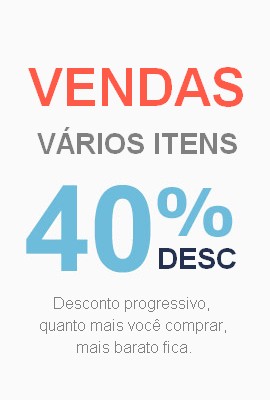 VENDAS
VÁRIOS ITENS
40%
DESC
Desconto progressivo,
quanto mais você comprar,
mais barato fica.